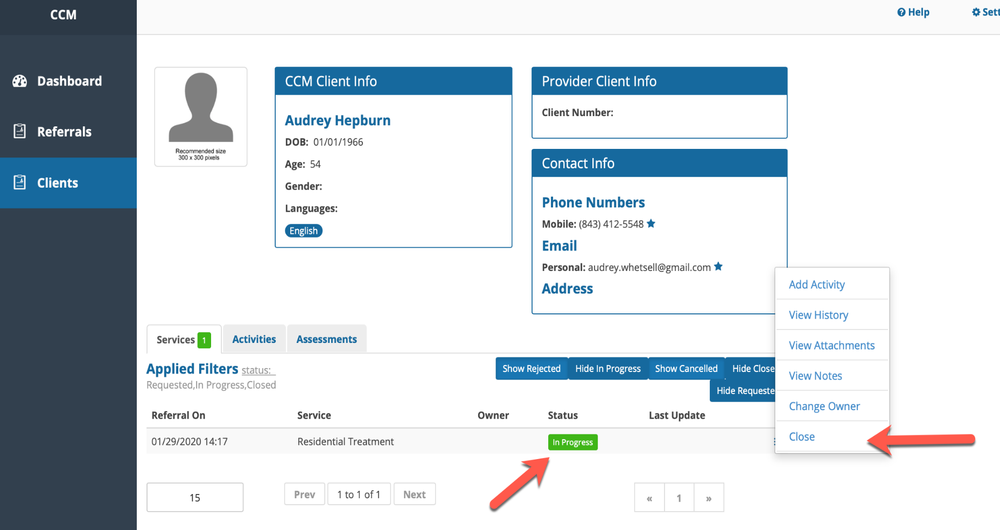 CCM
Help
Sett
Dashboard
Referrals
Clients
Recommended size
300 x 300 pixels
CCM Client Info
Audrey Hepburn
DOB: 01/01/1966
Age: 54
Gender:
Languages:
English
Provider Client Info
Client Number:
Contact Info
Phone Numbers
Mobile: (843) 412-5548
Email
Personal: audrey.whetsell@gmail.com
Address
Add Activity
View History
View Attachments
View Notes
Change Owner
Close
Services 1
Activities
Assessments
Applied Filters status:
Requested,In Progress,Closed
Show Rejected
Hide In Progress
Show Cancelled
Hide Close
Hide Requeste
Referral On Service Owner Status Last Update
01/29/2020 14:17 Residential Treatment In Progress
15
Prev 1 to 1 of 1 Next
« 1 »